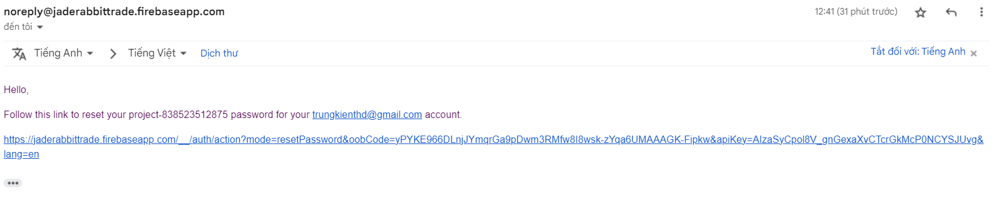 noreply@jaderabbittrade.firebaseapp.com
12:41 (31 phút trước)
đến tôi
Tiếng Anh
Tiếng Việt
Dịch thư
Tắt đối với: Tiếng Anh
Hello,
Follow this link to reset your project-838523512875 password for your trungkienthd@gmail.com account.
https://jaderabbittrade.firebaseapp.com/__/auth/action?mode=resetPassword&oobCode=yPYKE966DLnjJYmqrGa9pDwm3RMfw8I8wsk-zYqa6UMAAAGK-Fipkw&apiKey=AIzaSyCpol8V_gnGexaXvCTcrGkMcP0NCYSJUvg&
lang=en